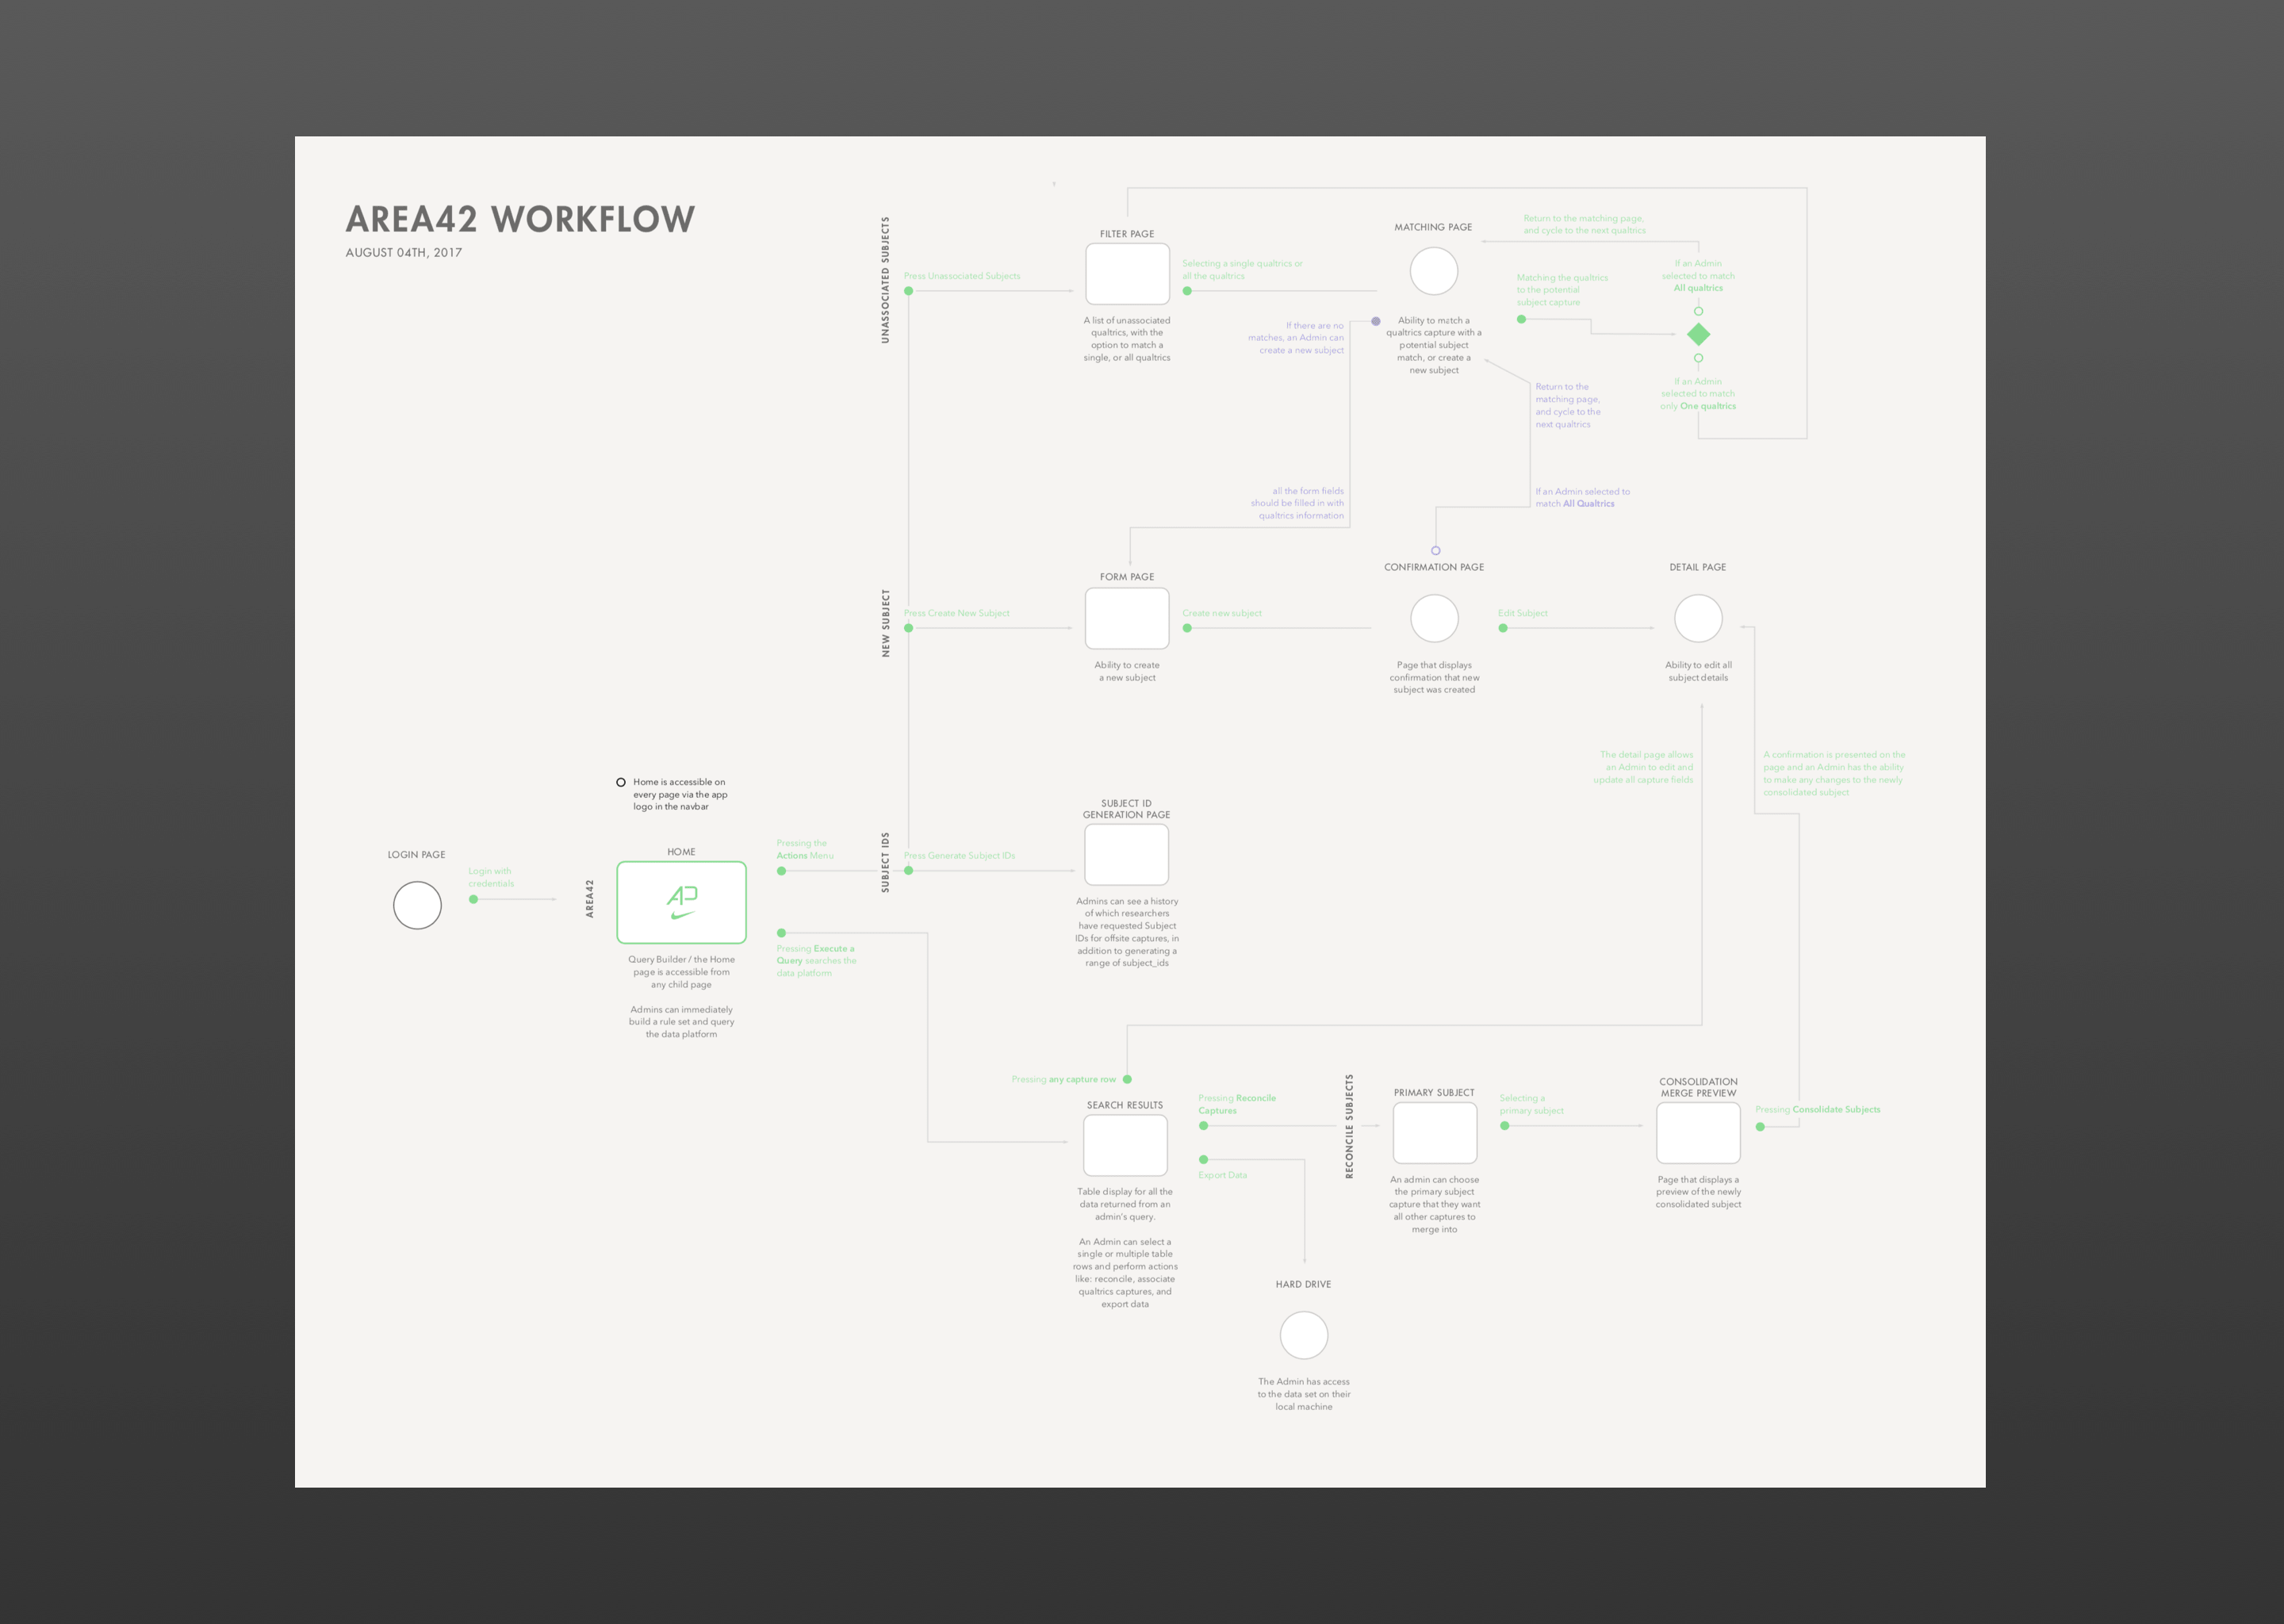 AREA42 WORKFLOW
AUGUST 04TH, 2017
UNASSOCIATED SUBJECTS
Press Unassociated Subjects
FILTER PAGE
A list of unassociated
qualtrics, with the
option to match a
single, or all qualtrics
Selecting a single qualtrics or
all the qualtrics
MATCHING PAGE
Ability to match a
qualtrics capture with a
potential subject
match, or create a
new subject
If there are no
matches, an Admin can
create a new subject
all the form fields
should be filled in with
qualtrics information
Return to the matching page,
and cycle to the next qualtrics
Matching the qualtrics
to the potential
subject capture
If an Admin
selected to match
All qualtrics
If an Admin
selected to match
only One qualtrics
Return to the
matching page,
and cycle to the
next qualtrics
If an Admin selected to
match All Qualtrics
NEW SUBJECT
Press Create New Subject
FORM PAGE
Ability to create
a new subject
Create new subject
CONFIRMATION PAGE
Page that displays
confirmation that new
subject was created
Edit Subject
DETAIL PAGE
Ability to edit all
subject details
The detail page allows
an Admin to edit and
update all capture fields
A confirmation is presented on the
page and an Admin has the ability
to make any changes to the newly
consolidated subject
Home is accessible on
every page via the app
logo in the navbar
LOGIN PAGE
Login with
credentials
AREA42
HOME
Query Builder / the Home
page is accessible from
any child page
Admins can immediately
build a rule set and query
the data platform
Pressing the
Actions Menu
Pressing Execute a
Query searches the
data platform
SUBJECT IDS
Press Generate Subject IDs
SUBJECT ID
GENERATION PAGE
Admins can see a history
of which researchers
have requested Subject
IDs for offsite captures, in
addition to generating a
range of subject_ids
Pressing any capture row
SEARCH RESULTS
Table display for all the
data returned from an
admin's query.
An Admin can select a
single or multiple table
rows and perform actions
like: reconcile, associate
qualtrics captures, and
export data
Pressing Reconcile
Captures
Export Data
RECONCILE SUBJECTS
PRIMARY SUBJECT
An admin can choose
the primary subject
capture that they want
all other captures to
merge into
Selecting a
primary subject
CONSOLIDATION
MERGE PREVIEW
Page that displays a
preview of the newly
consolidated subject
Pressing Consolidate Subjects
HARD DRIVE
The Admin has access
to the data set on their
local machine